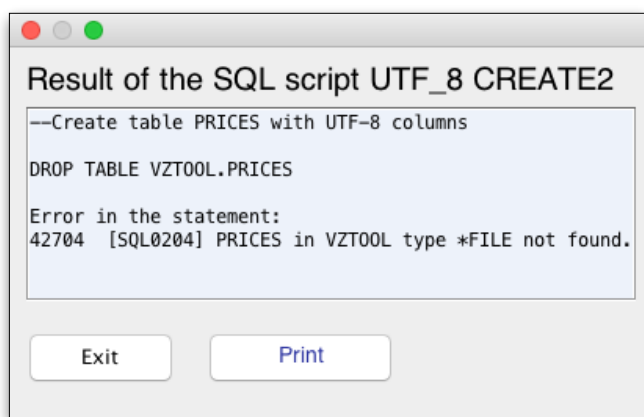 Result of the SQL script UTF_8 CREATE2
--Create table PRICES with UTF-8 columns
DROP TABLE VZTOOL.PRICES
Error in the statement:
42704  [SQL0204] PRICES in VZTOOL type *FILE not found.
Exit
Print